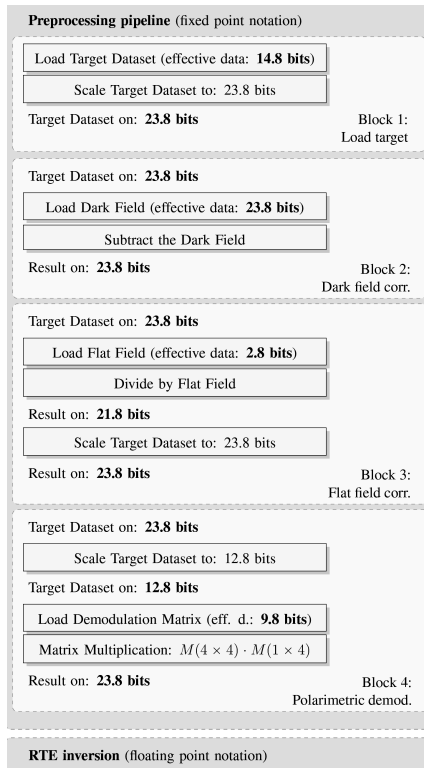 Preprocessing pipeline (fixed point notation)
Load Target Dataset (effective data: 14.8 bits)
Scale Target Dataset to: 23.8 bits
Target Dataset on: 23.8 bits
Block 1:
Load target
Target Dataset on: 23.8 bits
Load Dark Field (effective data: 23.8 bits)
Subtract the Dark Field
Result on: 23.8 bits
Block 2:
Dark field corr.
Target Dataset on: 23.8 bits
Load Flat Field (effective data: 2.8 bits)
Divide by Flat Field
Result on: 21.8 bits
Scale Target Dataset to: 23.8 bits
Result on: 23.8 bits
Block 3:
Flat field corr.
Target Dataset on: 23.8 bits
Scale Target Dataset to: 12.8 bits
Target Dataset on: 12.8 bits
Load Demodulation Matrix (eff. d.: 9.8 bits)
Matrix Multiplication: M(4 × 4) · M(1 × 4)
Result on: 23.8 bits
Block 4:
Polarimetric demod.
RTE inversion (floating point notation)